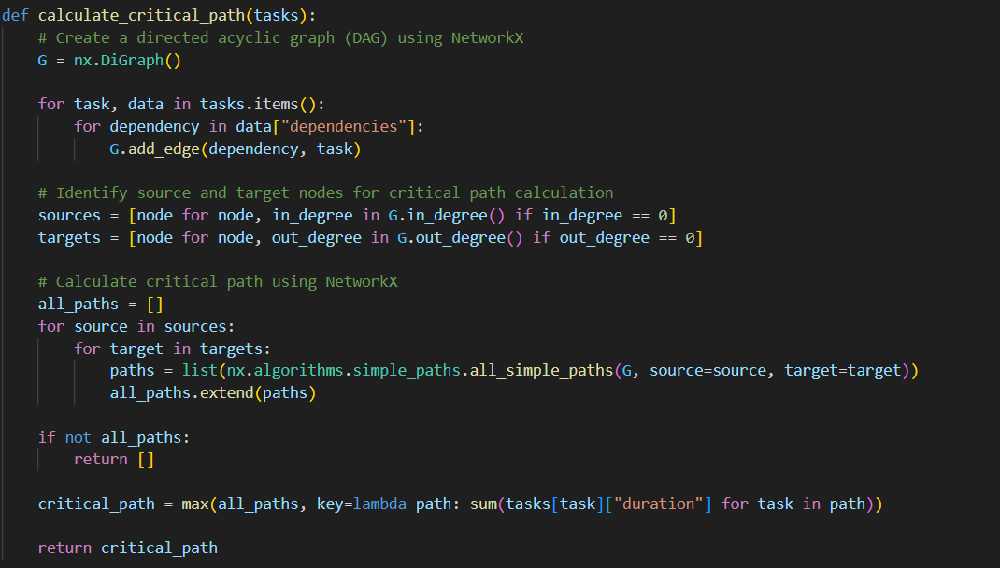 def calculate_critical_path(tasks):
    # Create a directed acyclic graph (DAG) using NetworkX
    G = nx.DiGraph()

    for task, data in tasks.items():
        for dependency in data["dependencies"]:
            G.add_edge(dependency, task)

    # Identify source and target nodes for critical path calculation
    sources = [node for node, in_degree in G.in_degree() if in_degree == 0]
    targets = [node for node, out_degree in G.out_degree() if out_degree == 0]

    # Calculate critical path using NetworkX
    all_paths = []
    for source in sources:
        for target in targets:
            paths = list(nx.algorithms.simple_paths.all_simple_paths(G, source=source, target=target))
            all_paths.extend(paths)

    if not all_paths:
        return []

    critical_path = max(all_paths, key=lambda path: sum(tasks[task]["duration"] for task in path))

    return critical_path